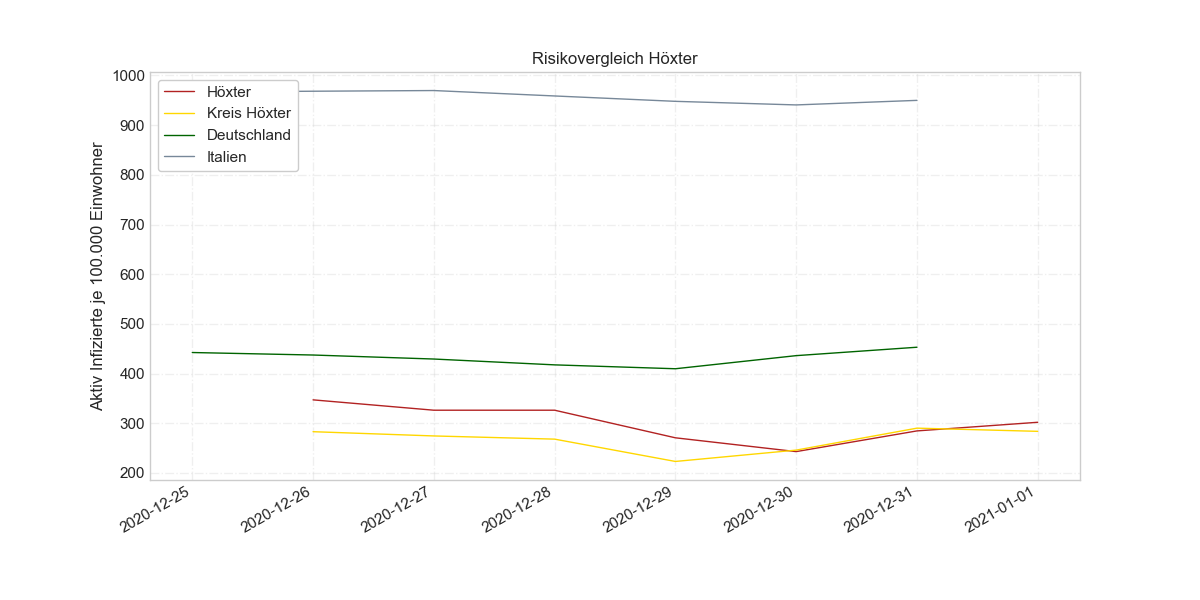 Risikovergleich Höxter
Aktiv Infizierte je 100.000 Einwohner
1000
900
800
700
600
500
400
300
200
Höxter
Kreis Höxter
Deutschland
Italien
2020-12-25
2020-12-26
2020-12-27
2020-12-28
2020-12-29
2020-12-30
2020-12-31
2021-01-01